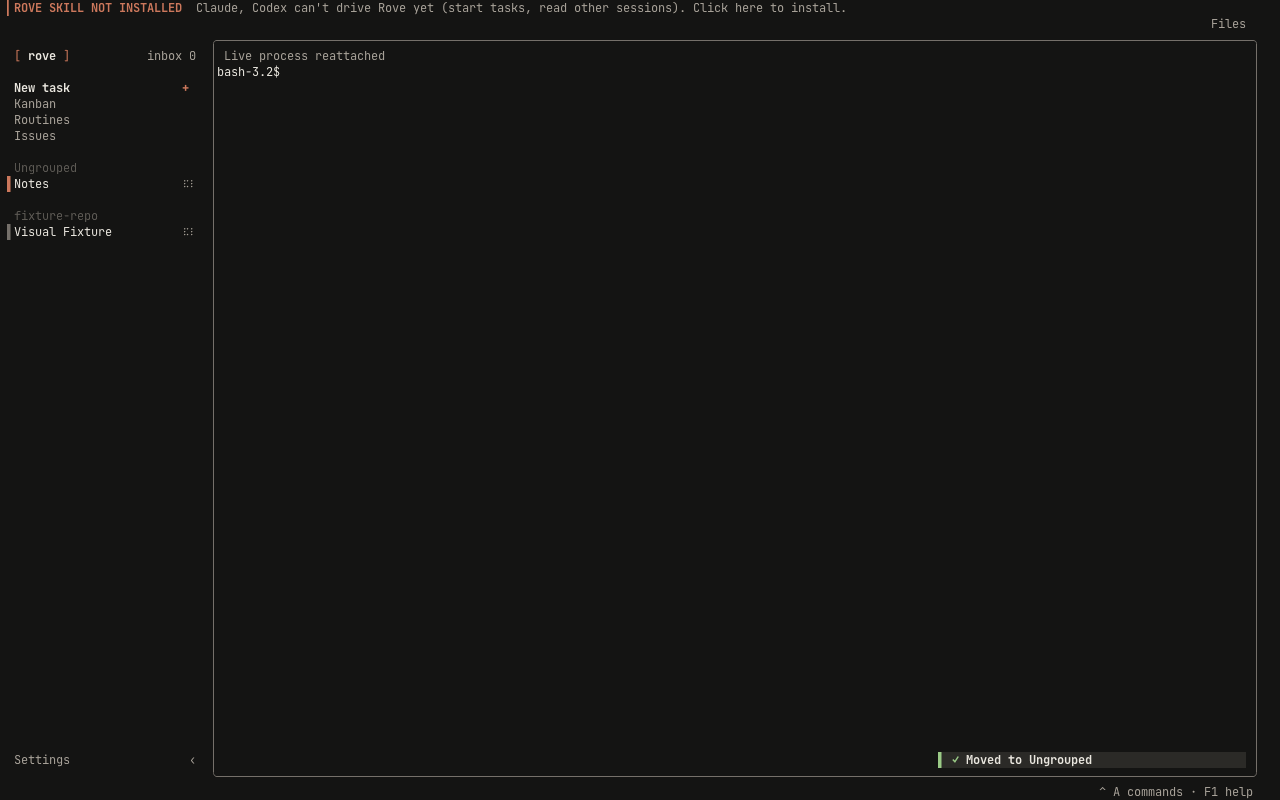 ROVE SKILL NOT INSTALLED  Claude, Codex can't drive Rove yet (start tasks, read other sessions). Click here to install.
Files
[ rove ]  inbox 0
New task +
Kanban
Routines
Issues
Ungrouped
Notes
fixture-repo
Visual Fixture
Settings ‹
Live process reattached
bash-3.2$
✓ Moved to Ungrouped
^ A commands · F1 help